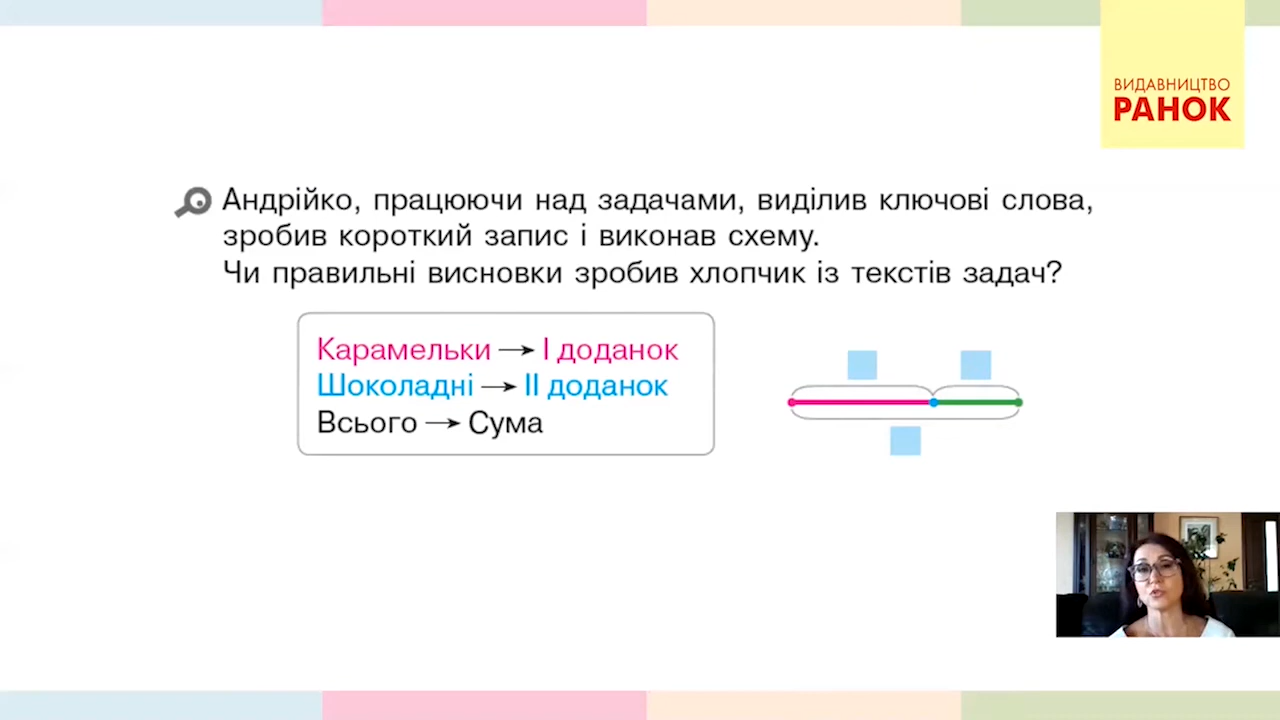 ВИДАВНИЦТВО
РАНОК
Андрійко, працюючи над задачами, виділив ключові слова,
зробив короткий запис і виконав схему.
Чи правильні висновки зробив хлопчик із текстів задач?
Карамельки → І доданок
Шоколадні → ІІ доданок
Всього → Сума